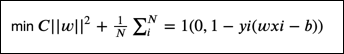 min C||w||² + 1/N ∑ᵢᴺ = 1(0, 1 − yi(wxi − b))